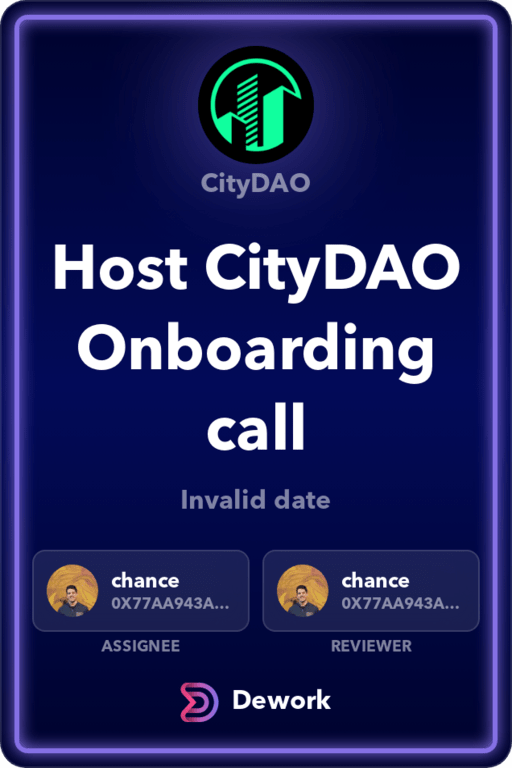 CityDAO
Host CityDAO
Onboarding
call
Invalid date
chance
0X77AA943A...
ASSIGNEE
chance
0X77AA943A...
REVIEWER
Dework